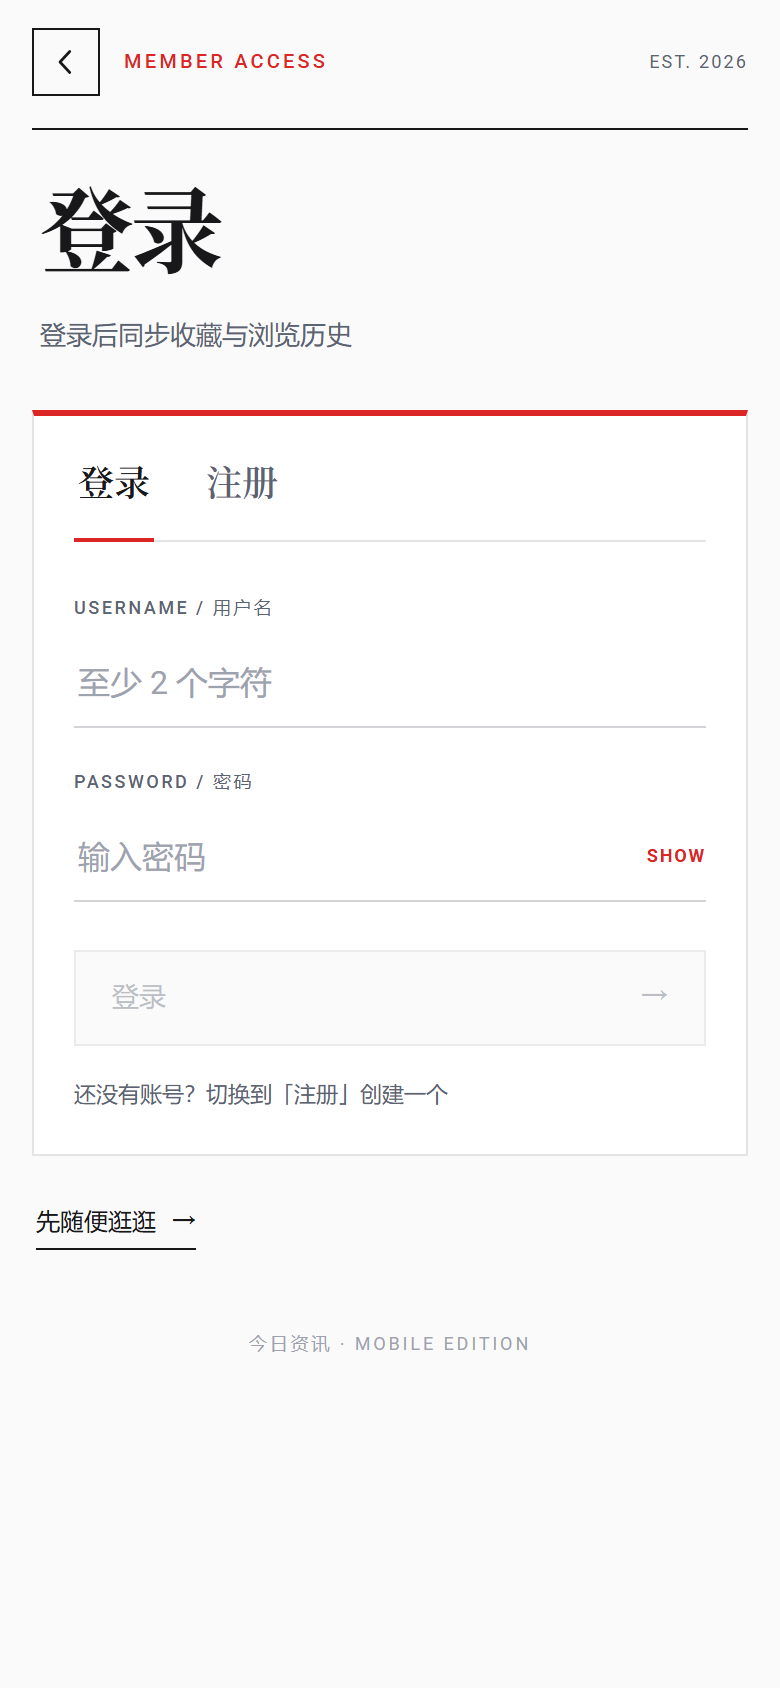 MEMBER ACCESS
EST. 2026
登录
登录后同步收藏与浏览历史
登录 注册
USERNAME / 用户名
至少 2 个字符
PASSWORD / 密码
输入密码
SHOW
登录 →
还没有账号？切换到「注册」创建一个
先随便逛逛 →
今日资讯 · MOBILE EDITION